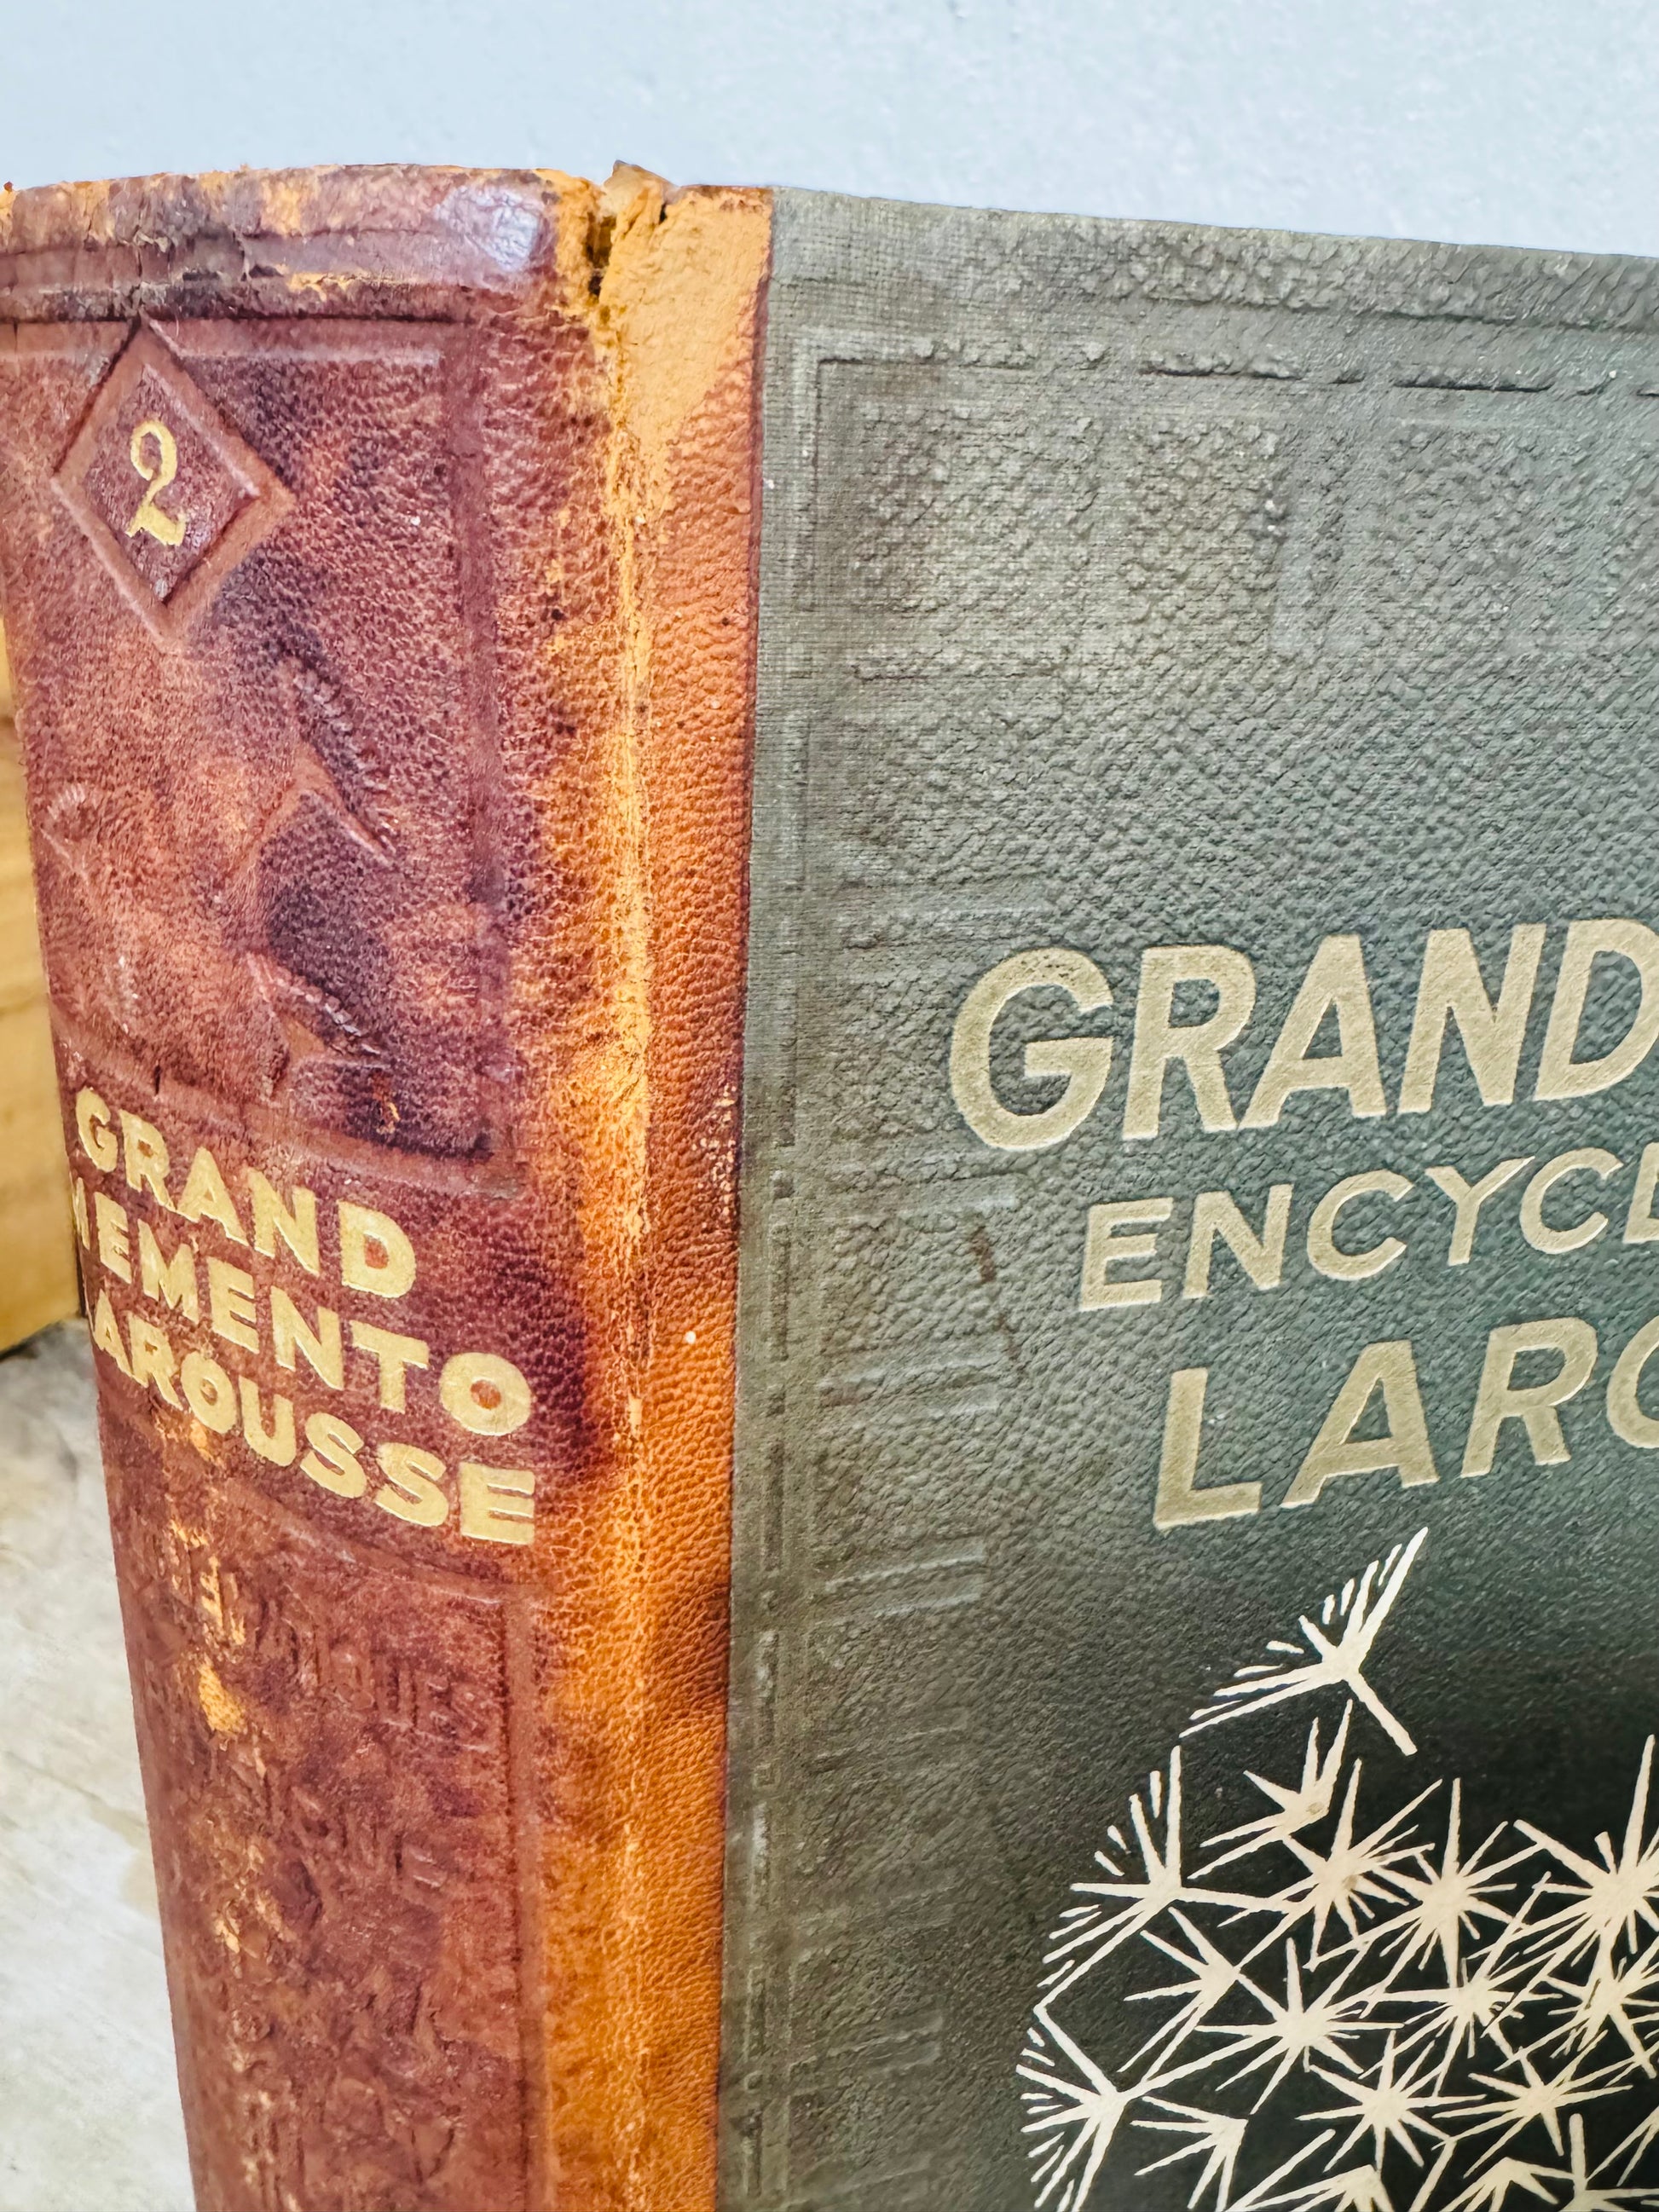 2
GRAND
MEMENTO
LAROUSSE
GRAND
ENCYCL
LARO